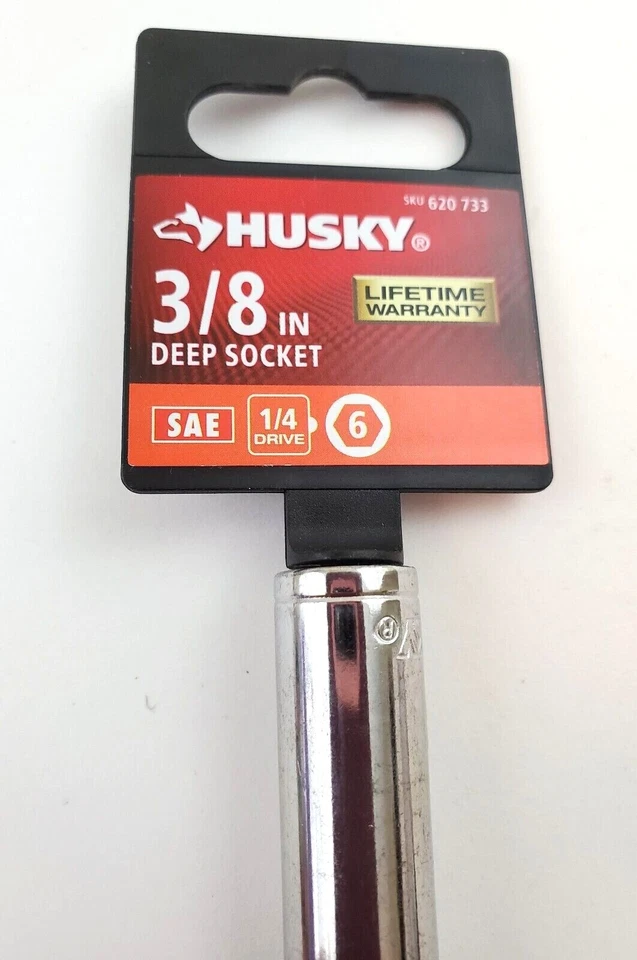 SKU 620 733
HUSKY®
3/8 IN
DEEP SOCKET
LIFETIME
WARRANTY
SAE
1/4
DRIVE
6
®